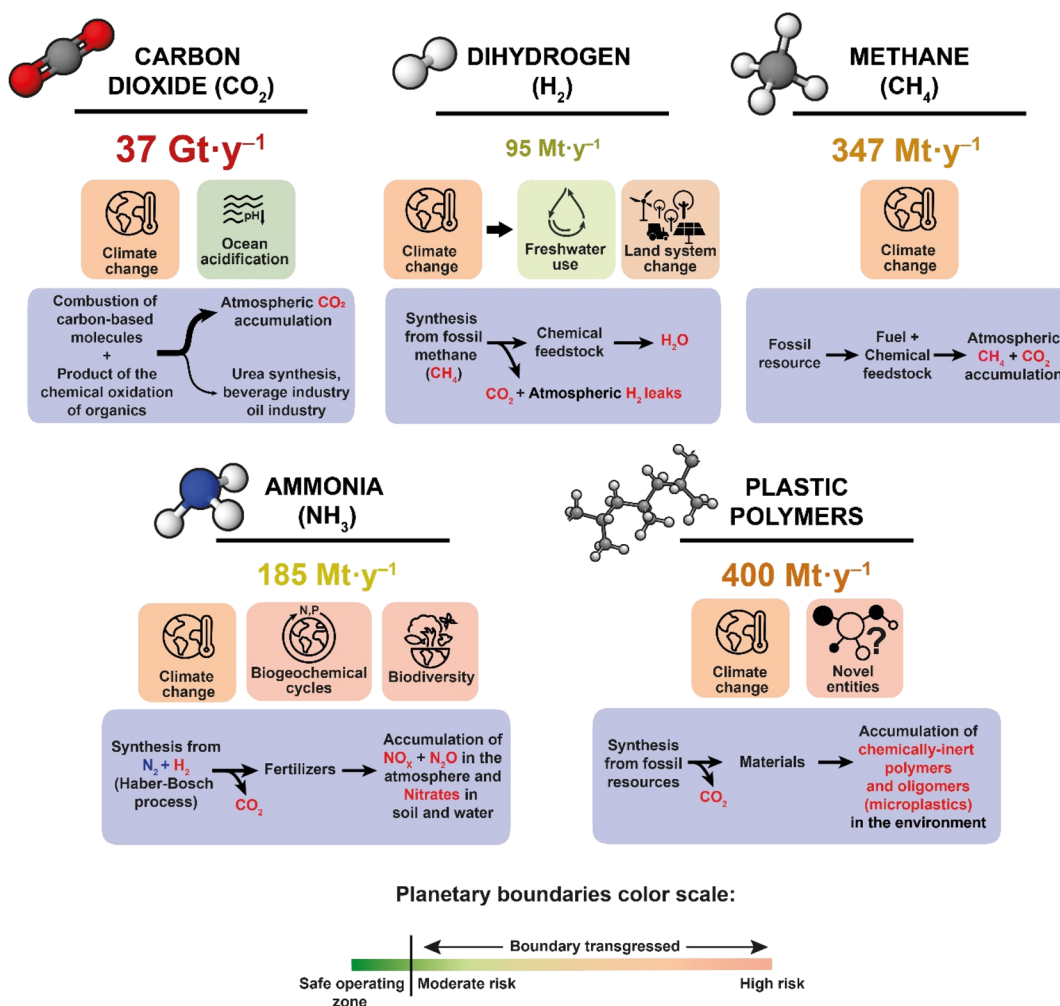 CARBON
DIOXIDE (CO₂)
37 Gt·y⁻¹
Climate
change
pH
Ocean
acidification
Combustion of
carbon-based
molecules
+
Product of the
chemical oxidation
of organics
Atmospheric CO₂
accumulation
Urea synthesis,
beverage industry
oil industry
DIHYDROGEN
(H₂)
95 Mt·y⁻¹
Climate
change
Freshwater
use
Land system
change
Synthesis
from fossil
methane
(CH₄)
Chemical
feedstock
H₂O
CO₂ + Atmospheric H₂ leaks
METHANE
(CH₄)
347 Mt·y⁻¹
Climate
change
Fossil
resource
Fuel +
Chemical
feedstock
Atmospheric
CH₄ + CO₂
accumulation
AMMONIA
(NH₃)
185 Mt·y⁻¹
Climate
change
N,P
Biogeochemical
cycles
Biodiversity
Synthesis from
N₂ + H₂
(Haber-Bosch
process)
CO₂
Fertilizers
Accumulation of
NOₓ + N₂O in the
atmosphere and
Nitrates in
soil and water
PLASTIC
POLYMERS
400 Mt·y⁻¹
Climate
change
?
Novel
entities
Synthesis
from fossil
resources
CO₂
Materials
Accumulation of
chemically-inert
polymers
and oligomers
(microplastics)
in the environment
Planetary boundaries color scale:
Boundary transgressed
Safe operating
zone
Moderate risk
High risk